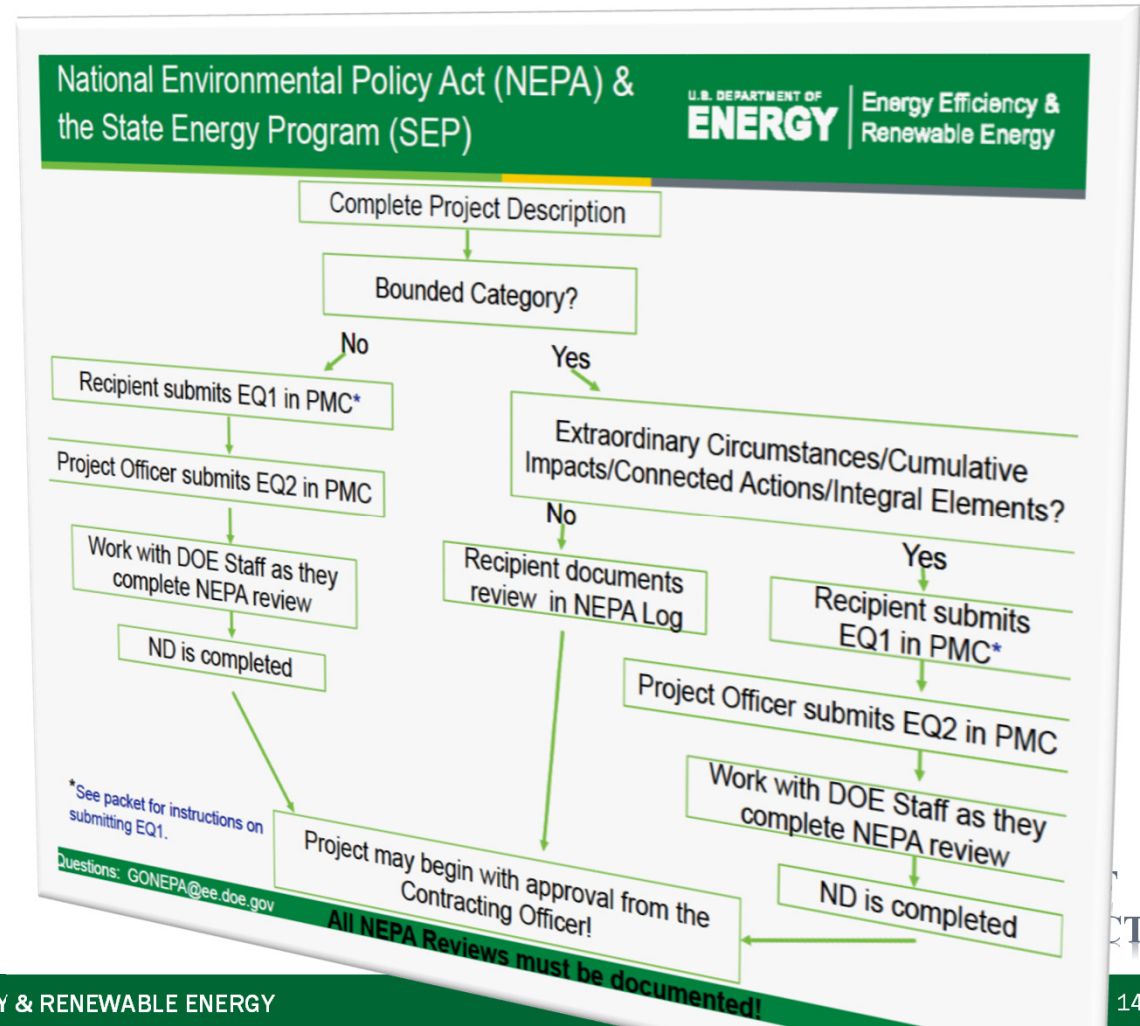 National Environmental Policy Act (NEPA) &
the State Energy Program (SEP)
U.S. DEPARTMENT OF
ENERGY
Energy Efficiency &
Renewable Energy
Complete Project Description
Bounded Category?
No
Yes
Recipient submits EQ1 in PMC*
Project Officer submits EQ2 in PMC
Work with DOE Staff as they
complete NEPA review
ND is completed
Extraordinary Circumstances/Cumulative
Impacts/Connected Actions/Integral Elements?
No
Recipient documents
review in NEPA Log
Yes
Recipient submits
EQ1 in PMC*
Project Officer submits EQ2 in PMC
Work with DOE Staff as they
complete NEPA review
ND is completed
*See packet for instructions on
submitting EQ1.
Project may begin with approval from the
Contracting Officer!
Questions: GONEPA@ee.doe.gov
All NEPA Reviews must be documented!
Y & RENEWABLE ENERGY
14